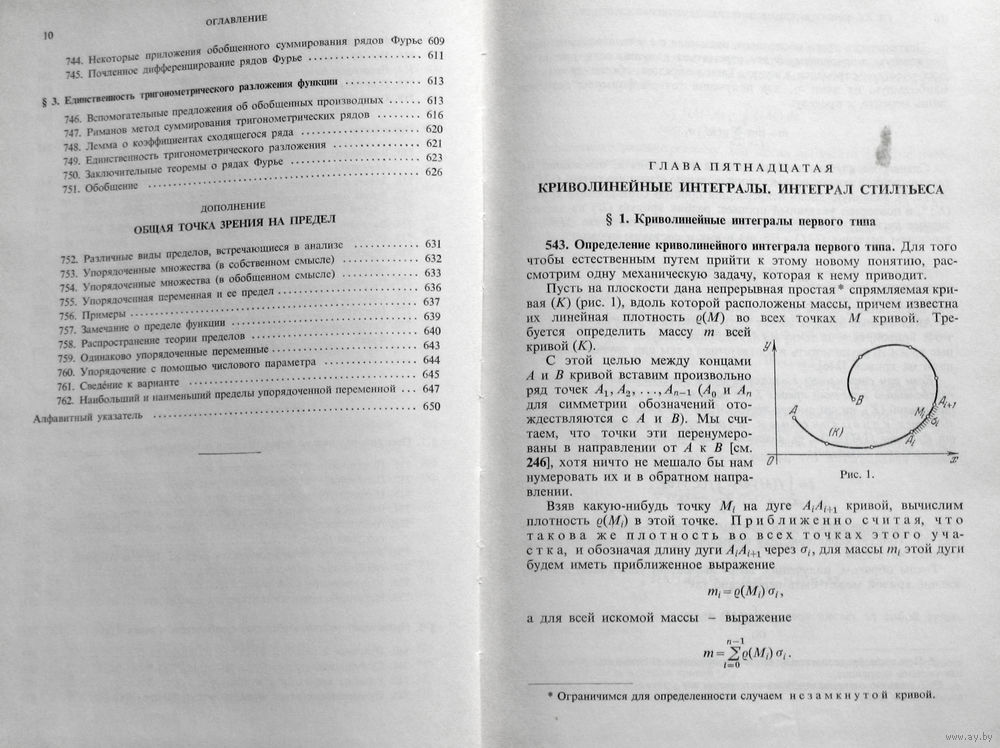 10
ОГЛАВЛЕНИЕ
744. Некоторые приложения обобщенного суммирования рядов Фурье 609
745. Почленное дифференцирование рядов Фурье ............... 611
§ 3. Единственность тригонометрического разложения функции .......... 613
746. Вспомогательные предложения об обобщенных производных ...... 613
747. Риманов метод суммирования тригонометрических рядов ........ 616
748. Лемма о коэффициентах сходящегося ряда ................. 620
749. Единственность тригонометрического разложения ............. 621
750. Заключительные теоремы о рядах Фурье .................. 623
751. Обобщение ................................... 626
ДОПОЛНЕНИЕ
ОБЩАЯ ТОЧКА ЗРЕНИЯ НА ПРЕДЕЛ
752. Различные виды пределов, встречающиеся в анализе ........... 631
753. Упорядоченные множества (в собственном смысле) ............ 632
754. Упорядоченные множества (в обобщенном смысле) ............ 633
755. Упорядоченная переменная и ее предел .................. 636
756. Примеры ..................................... 637
757. Замечание о пределе функции ........................ 639
758. Распространение теории пределов ...................... 640
759. Одинаково упорядоченные переменные .................. 643
760. Упорядочение с помощью числового параметра ............. 644
761. Сведе́ние к варианте .............................. 645
762. Наибольший и наименьший пределы упорядоченной переменной ... 647
Алфавитный указатель ................................. 650
ГЛАВА ПЯТНАДЦАТАЯ
КРИВОЛИНЕЙНЫЕ ИНТЕГРАЛЫ. ИНТЕГРАЛ СТИЛТЬЕСА
§ 1. Криволинейные интегралы первого типа
543. Определение криволинейного интеграла первого типа. Для того
чтобы естественным путем прийти к этому новому понятию, рас-
смотрим одну механическую задачу, которая к нему приводит.
Пусть на плоскости дана непрерывная простая* спрямляемая кри-
вая (K) (рис. 1), вдоль которой расположены массы, причем известна
их линейная плотность ϱ(M) во всех точках M кривой. Тре-
буется определить массу m всей
кривой (K).
С этой целью между концами
A и B кривой вставим произвольно
ряд точек A₁, A₂, ..., Aₙ₋₁ (A₀ и Aₙ
для симметрии обозначений ото-
ждествляются с A и B). Мы счи-
таем, что точки эти перенумеро-
ваны в направлении от A к B [см.
246], хотя ничто не мешало бы нам
нумеровать их и в обратном напра-
влении.
y
A
(K)
B
Aᵢ₊₁
Mᵢ
σᵢ
Aᵢ
0
x
Рис. 1.
Взяв какую-нибудь точку Mᵢ на дуге AᵢAᵢ₊₁ кривой, вычислим
плотность ϱ(Mᵢ) в этой точке. Приближенно считая, что
такова же плотность во всех точках этого уча-
стка, и обозначая длину дуги AᵢAᵢ₊₁ через σᵢ, для массы mᵢ этой дуги
будем иметь приближенное выражение
mᵢ = ϱ(Mᵢ) σᵢ,
а для всей искомой массы – выражение
n−1
m = ∑ ϱ(Mᵢ) σᵢ.
i=0
* Ограничимся для определенности случаем незамкнутой кривой.
www.ay.by